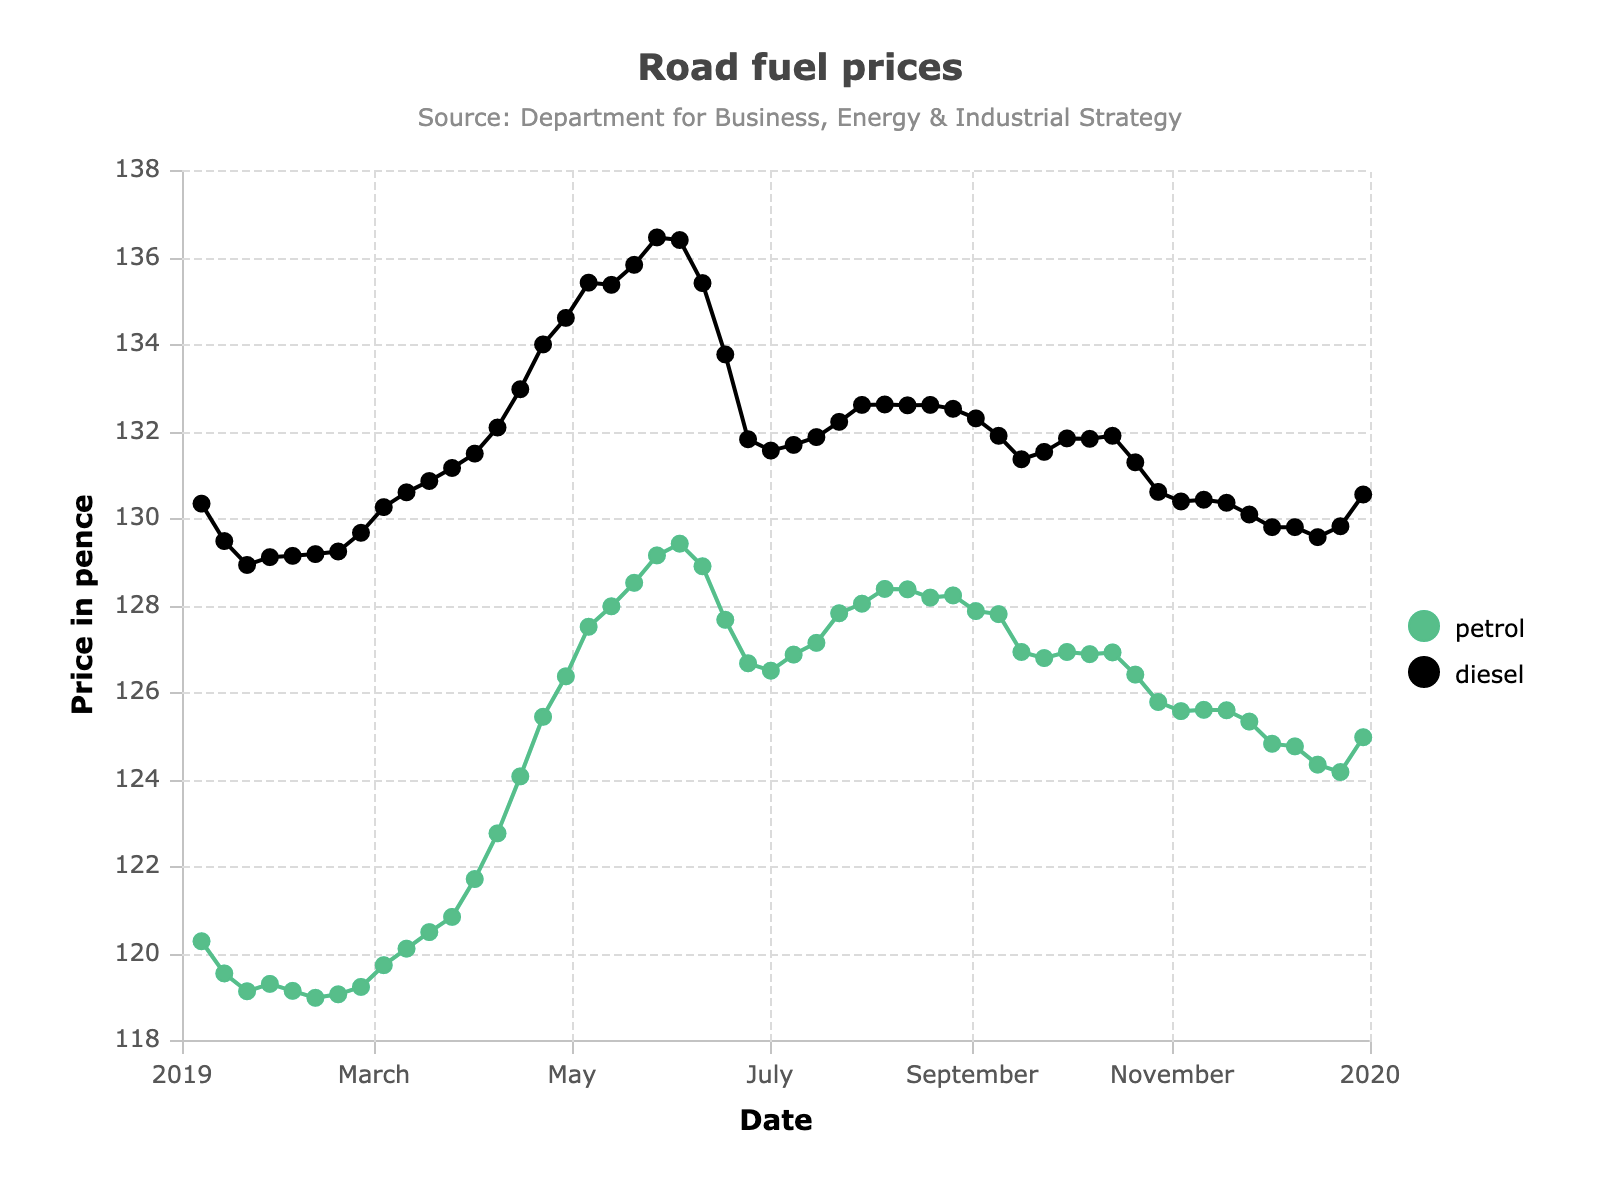 Road fuel prices
Source: Department for Business, Energy & Industrial Strategy
138
136
134
132
130
128
126
124
122
120
118
Price in pence
2019 March May July September November 2020
Date
petrol
diesel